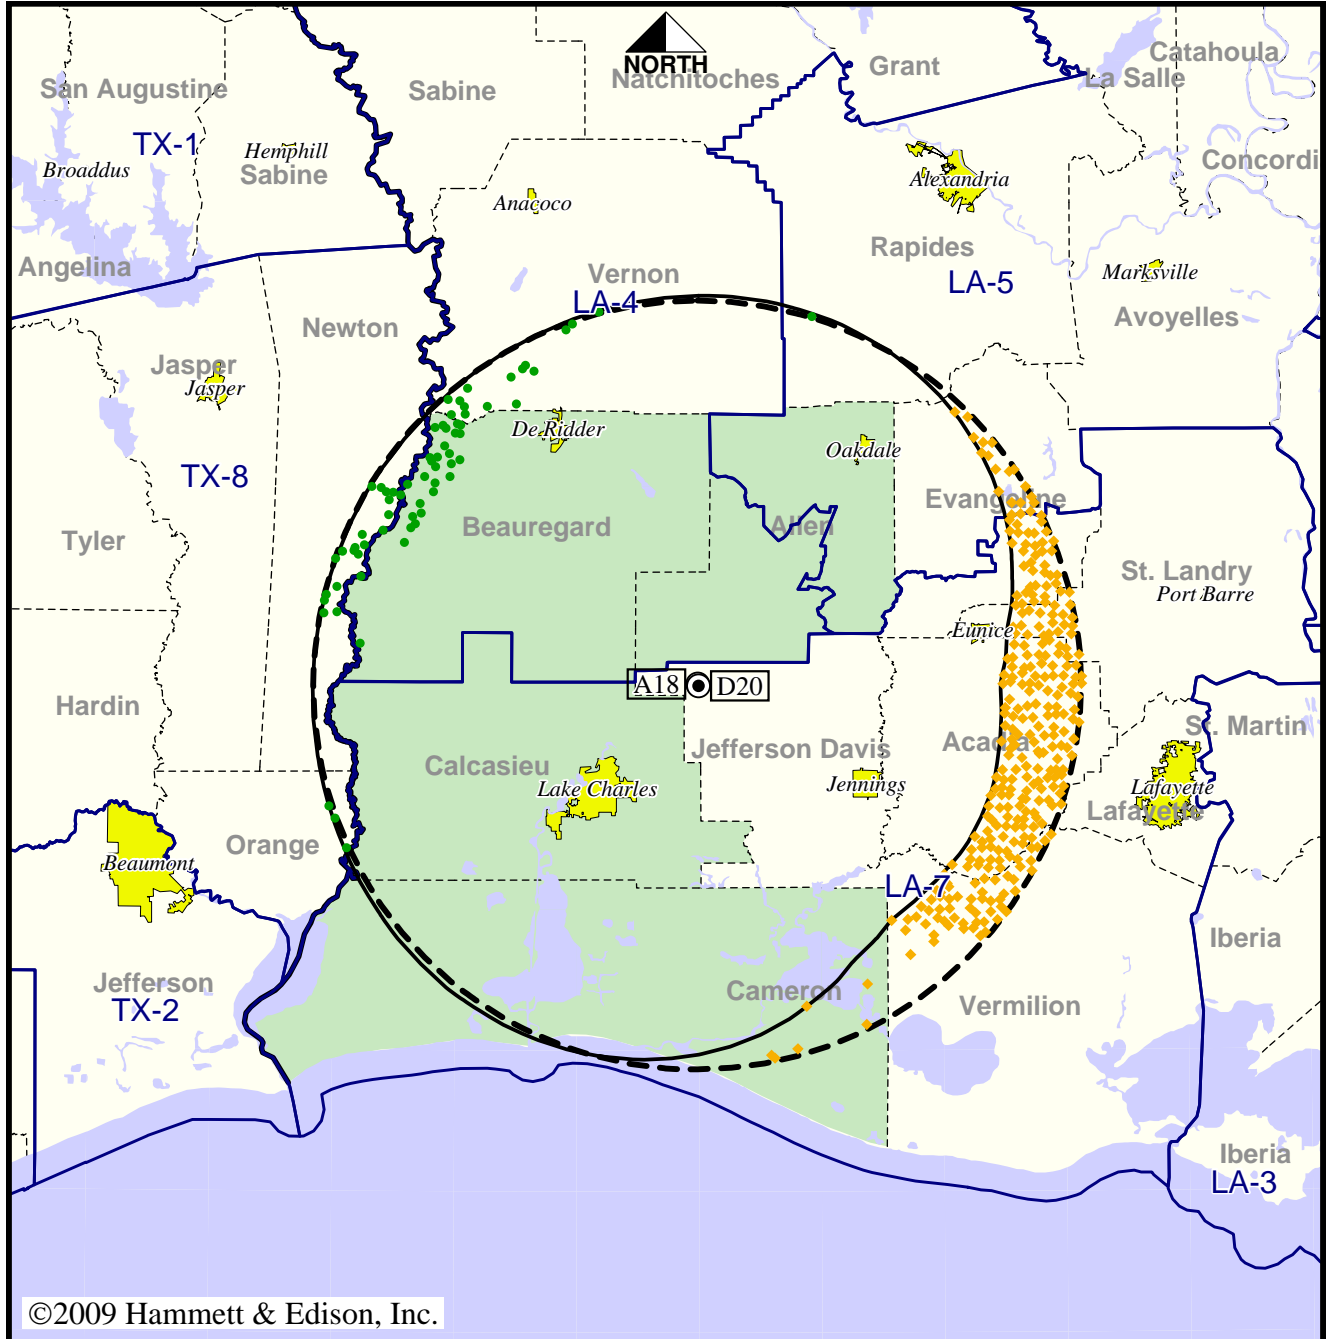 Catahoula
Grant
La Salle
Natchitoches
NORTH
San Augustine
Sabine
TX-1
Hemphill
Broaddus
Sabine
Concordi
Alexandria
Anacoco
Rapides
Angelina
Vernon
LA-5
Marksville
LA-4
Avoyelles
Newton
Jasper
Jasper
De Ridder
Oakdale
TX-8
Evangeline
Beauregard
Allen
Tyler
St. Landry
Port Barre
Eunice
A18
D20
Hardin
St. Martin
Jefferson Davis
Acadia
Calcasieu
Lake Charles
Jennings
Lafayette
Lafayette
Orange
Beaumont
LA-7
Iberia
Jefferson
Cameron
Vermilion
TX-2
Iberia
LA-3
©2009 Hammett & Edison, Inc.